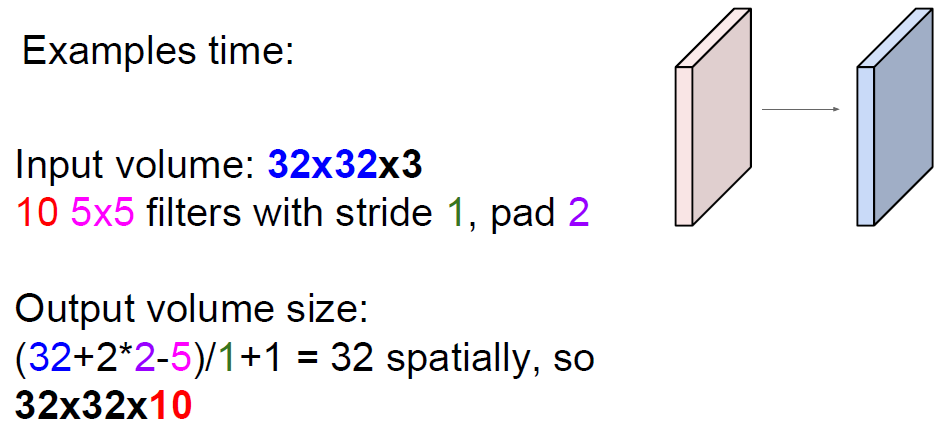 Examples time:
Input volume: 32x32x3
10 5x5 filters with stride 1, pad 2
Output volume size:
(32+2*2-5)/1+1 = 32 spatially, so
32x32x10